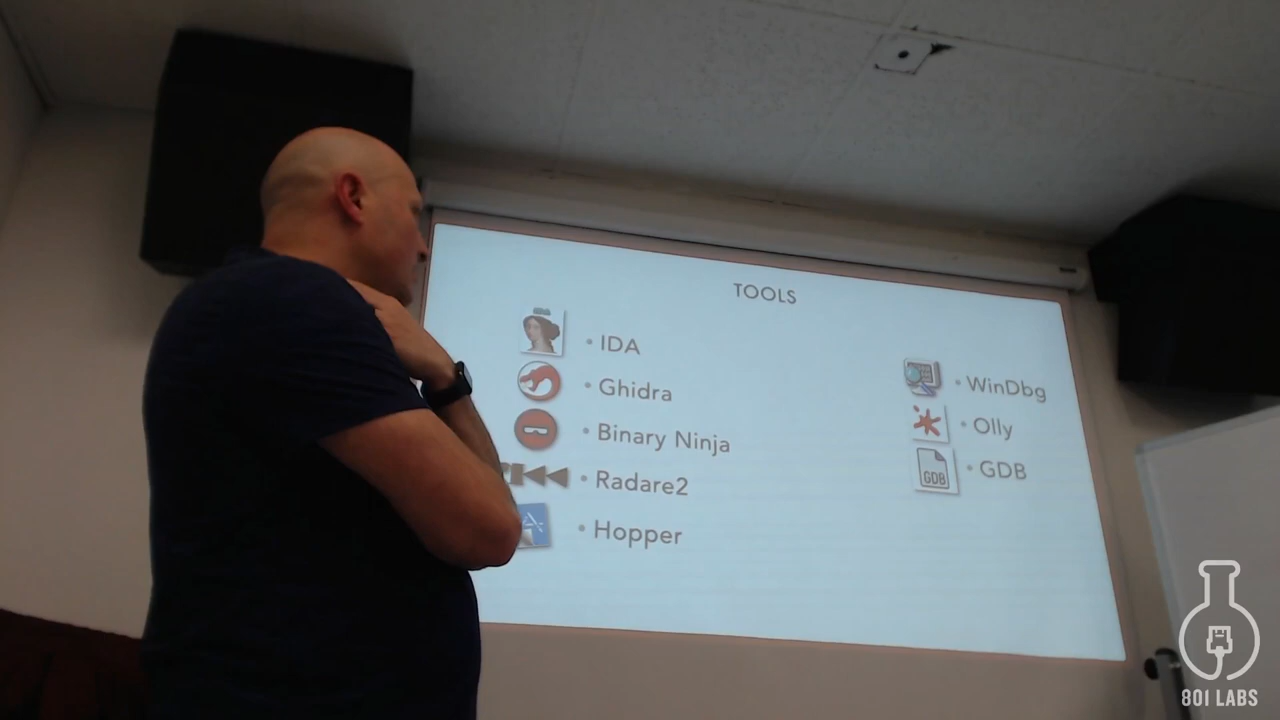 TOOLS
• IDA
• Ghidra
• Binary Ninja
• Radare2
• Hopper
• WinDbg
• Olly
• GDB
GDB
801 LABS